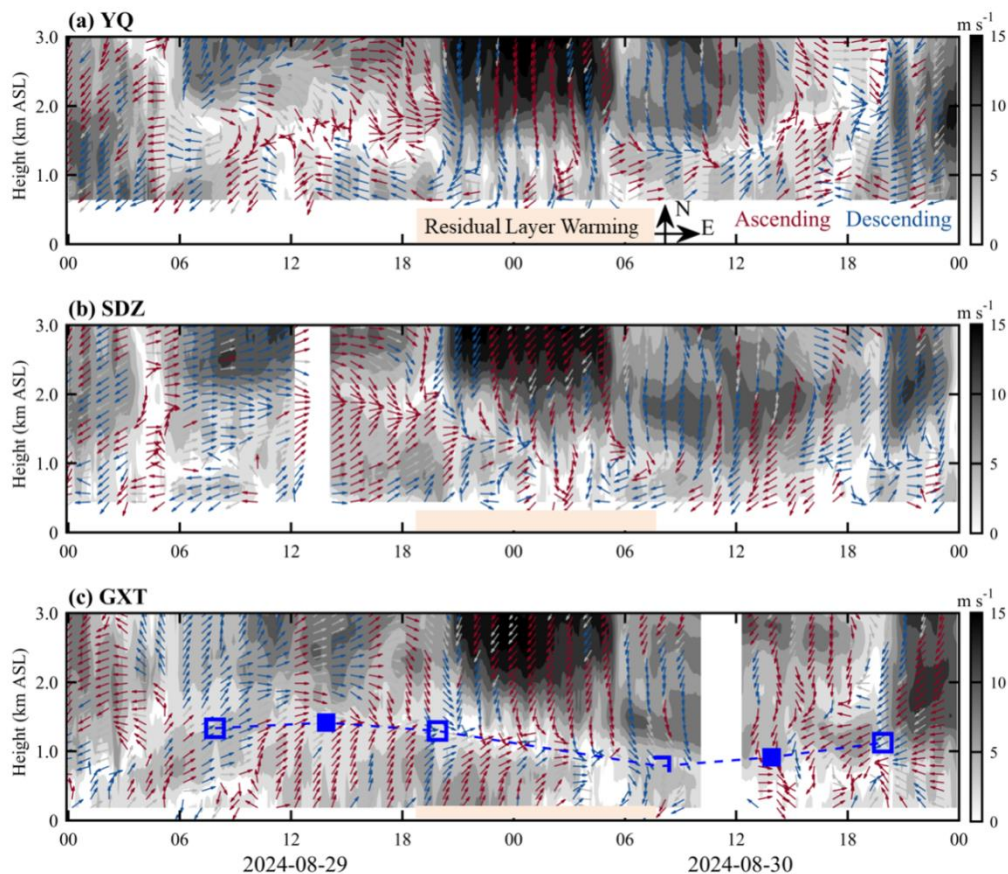 (a) YQ
m s⁻¹
3.0
2.0
1.0
0
Height (km ASL)
15
10
5
0
Residual Layer Warming
N
E
Ascending
Descending
00 06 12 18 00 06 12 18 00
(b) SDZ
m s⁻¹
3.0
2.0
1.0
0
Height (km ASL)
15
10
5
0
00 06 12 18 00 06 12 18 00
(c) GXT
m s⁻¹
3.0
2.0
1.0
0
Height (km ASL)
15
10
5
0
00 06 12 18 00 06 12 18 00
2024-08-29 2024-08-30